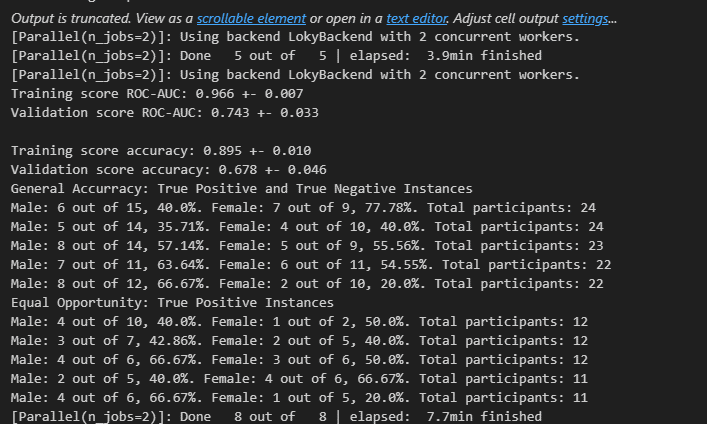 Output is truncated. View as a scrollable element or open in a text editor. Adjust cell output settings...
[Parallel(n_jobs=2)]: Using backend LokyBackend with 2 concurrent workers.
[Parallel(n_jobs=2)]: Done   5 out of   5 | elapsed:  3.9min finished
[Parallel(n_jobs=2)]: Using backend LokyBackend with 2 concurrent workers.
Training score ROC-AUC: 0.966 +- 0.007
Validation score ROC-AUC: 0.743 +- 0.033

Training score accuracy: 0.895 +- 0.010
Validation score accuracy: 0.678 +- 0.046
General Accurracy: True Positive and True Negative Instances
Male: 6 out of 15, 40.0%. Female: 7 out of 9, 77.78%. Total participants: 24
Male: 5 out of 14, 35.71%. Female: 4 out of 10, 40.0%. Total participants: 24
Male: 8 out of 14, 57.14%. Female: 5 out of 9, 55.56%. Total participants: 23
Male: 7 out of 11, 63.64%. Female: 6 out of 11, 54.55%. Total participants: 22
Male: 8 out of 12, 66.67%. Female: 2 out of 10, 20.0%. Total participants: 22
Equal Opportunity: True Positive Instances
Male: 4 out of 10, 40.0%. Female: 1 out of 2, 50.0%. Total participants: 12
Male: 3 out of 7, 42.86%. Female: 2 out of 5, 40.0%. Total participants: 12
Male: 4 out of 6, 66.67%. Female: 3 out of 6, 50.0%. Total participants: 12
Male: 2 out of 5, 40.0%. Female: 4 out of 6, 66.67%. Total participants: 11
Male: 4 out of 6, 66.67%. Female: 1 out of 5, 20.0%. Total participants: 11
[Parallel(n_jobs=2)]: Done   8 out of   8 | elapsed:  7.7min finished